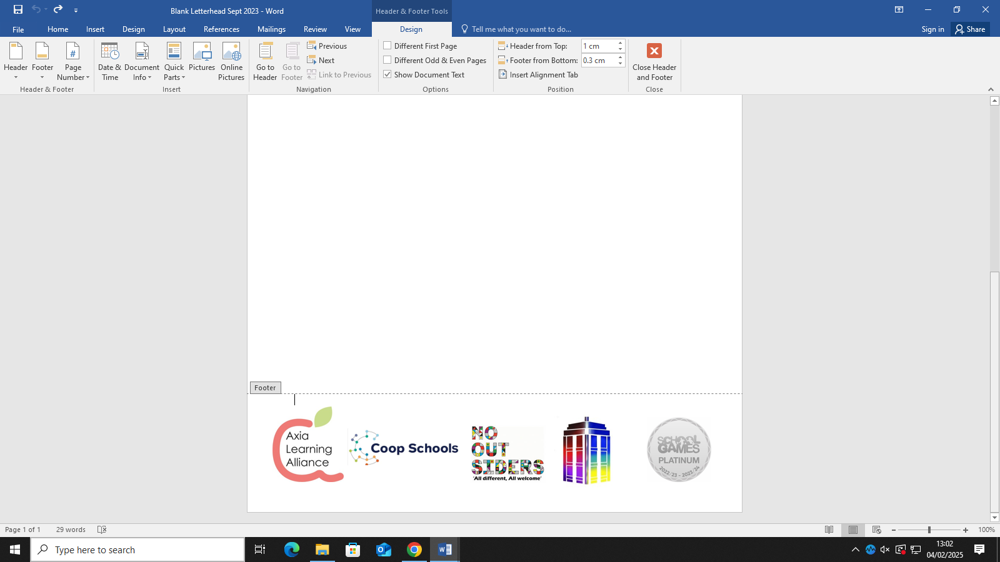 Blank Letterhead Sept 2023 - Word
Header & Footer Tools
File Home Insert Design Layout References Mailings Review View Design Tell me what you want to do... Sign in Share
Header
Footer
Page Number
Header & Footer
Date & Time
Document Info
Quick Parts
Pictures
Online Pictures
Insert
Go to Header
Go to Footer
Previous
Next
Link to Previous
Navigation
Different First Page
Different Odd & Even Pages
Show Document Text
Options
Header from Top: 1 cm
Footer from Bottom: 0.3 cm
Insert Alignment Tab
Position
Close Header and Footer
Close
Footer
Axia
Learning
Alliance
Coop Schools
NO
OUT
SIDERS
'All different, All welcome'
SCHOOL
GAMES
PLATINUM
2022/23 - 2023/24
Page 1 of 1 29 words 100%
Type here to search
13:02
04/02/2025